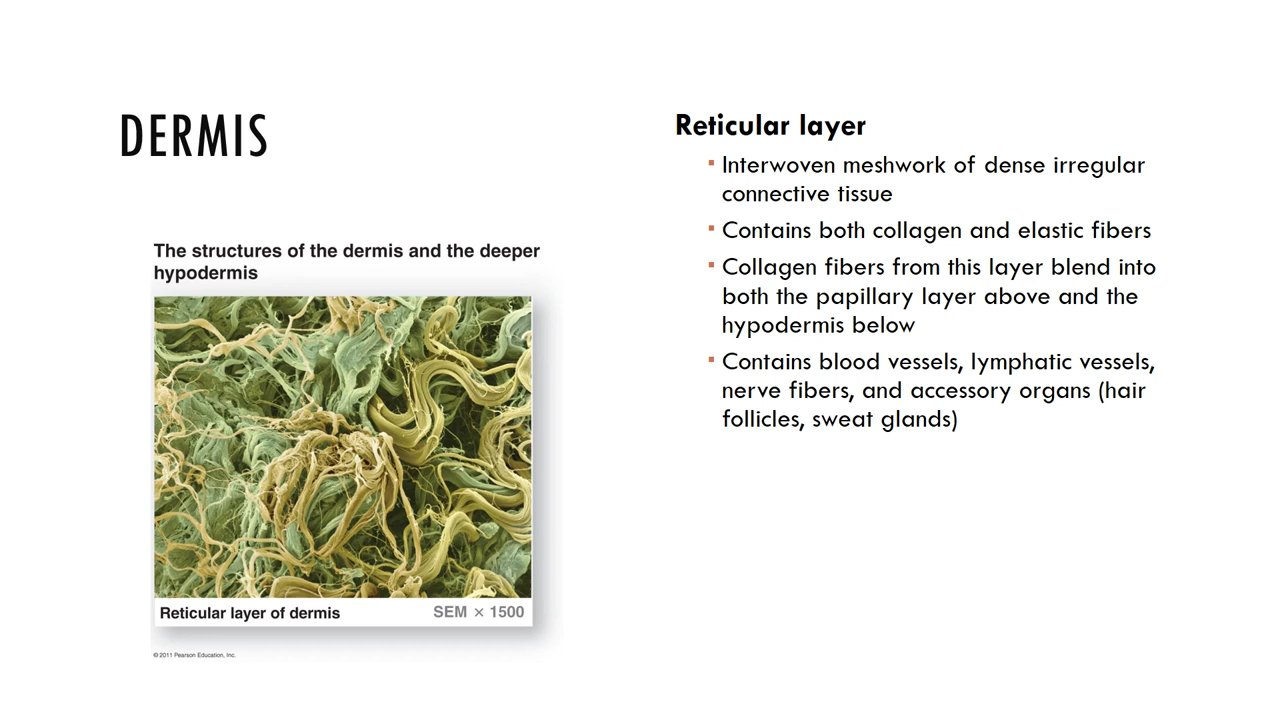 DERMIS
The structures of the dermis and the deeper
hypodermis
Reticular layer of dermis SEM × 1500
© 2011 Pearson Education, Inc.
Reticular layer
▪ Interwoven meshwork of dense irregular
connective tissue
▪ Contains both collagen and elastic fibers
▪ Collagen fibers from this layer blend into
both the papillary layer above and the
hypodermis below
▪ Contains blood vessels, lymphatic vessels,
nerve fibers, and accessory organs (hair
follicles, sweat glands)